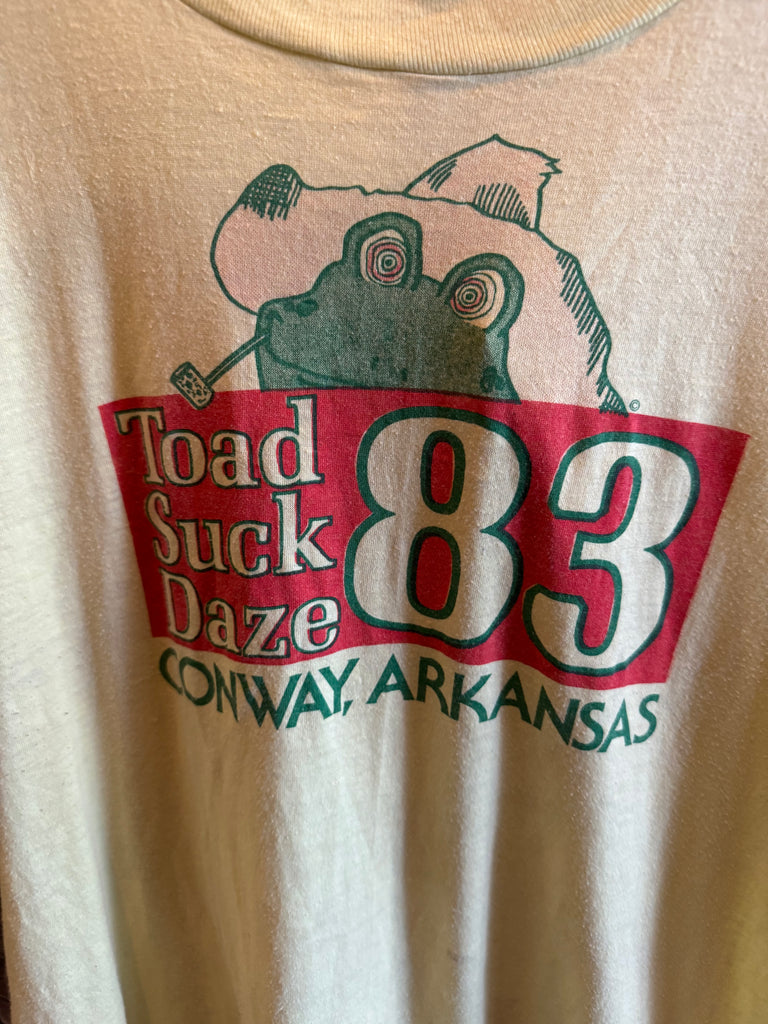 ©
Toad
Suck
Daze
83
CONWAY, ARKANSAS